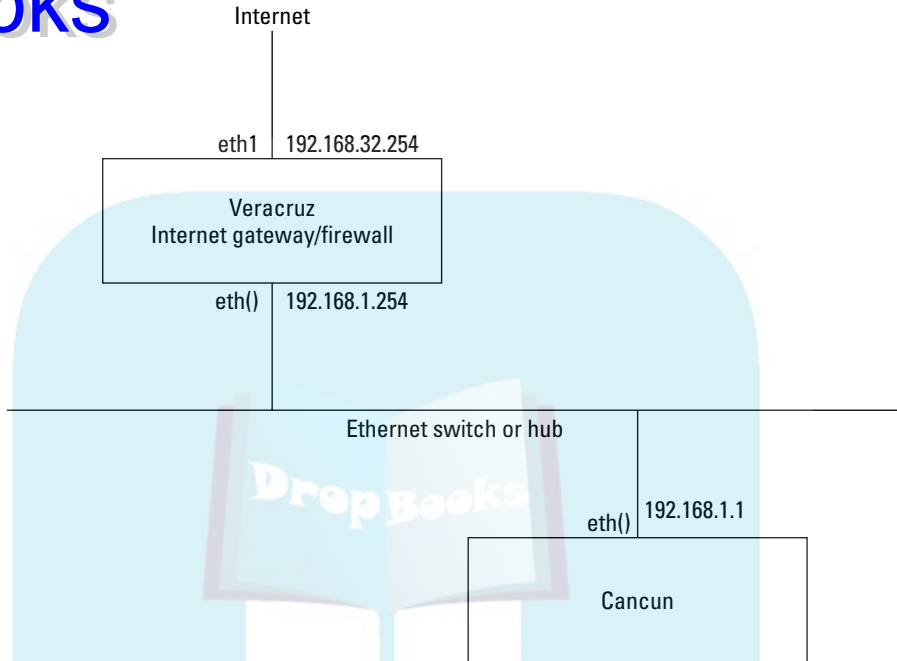 Internet
eth1 192.168.32.254
Veracruz
Internet gateway/firewall
eth() 192.168.1.254
Ethernet switch or hub
DropBooks
eth() 192.168.1.1
Cancun